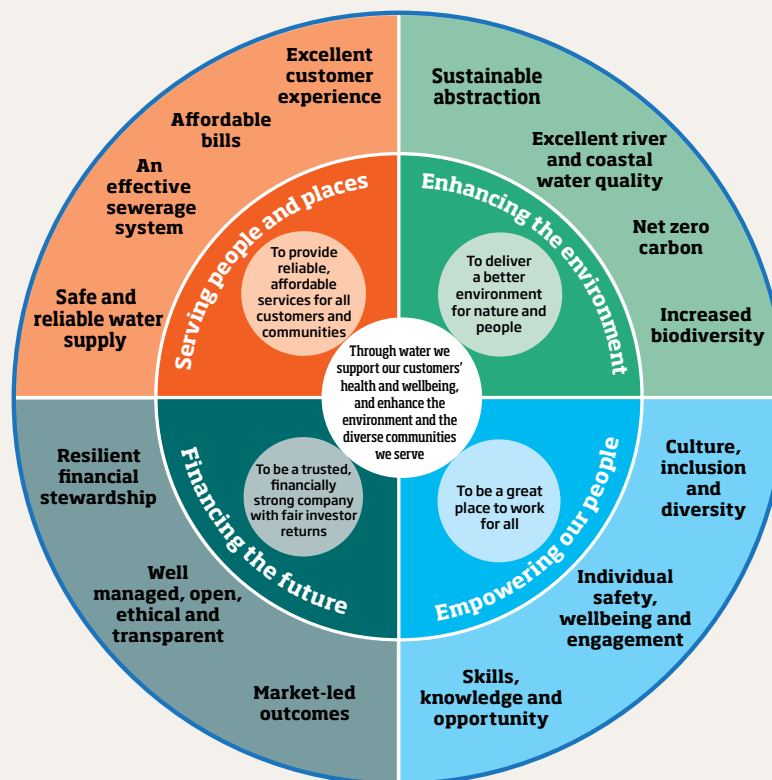 Excellent
customer
experience
Affordable
bills
An
effective
sewerage
system
Safe and
reliable water
supply
Serving people and places
To provide
reliable,
affordable
services for all
customers and
communities
Sustainable
abstraction
Excellent river
and coastal
water quality
Net zero
carbon
Increased
biodiversity
Enhancing the environment
To deliver
a better
environment
for nature and
people
Through water we
support our customers'
health and wellbeing,
and enhance the
environment and the
diverse communities
we serve
Resilient
financial
stewardship
Well
managed, open,
ethical and
transparent
Market-led
outcomes
Financing the future
To be a trusted,
financially
strong company
with fair investor
returns
Culture,
inclusion
and
diversity
Individual
safety,
wellbeing and
engagement
Skills,
knowledge and
opportunity
Empowering our people
To be a great
place to work
for all